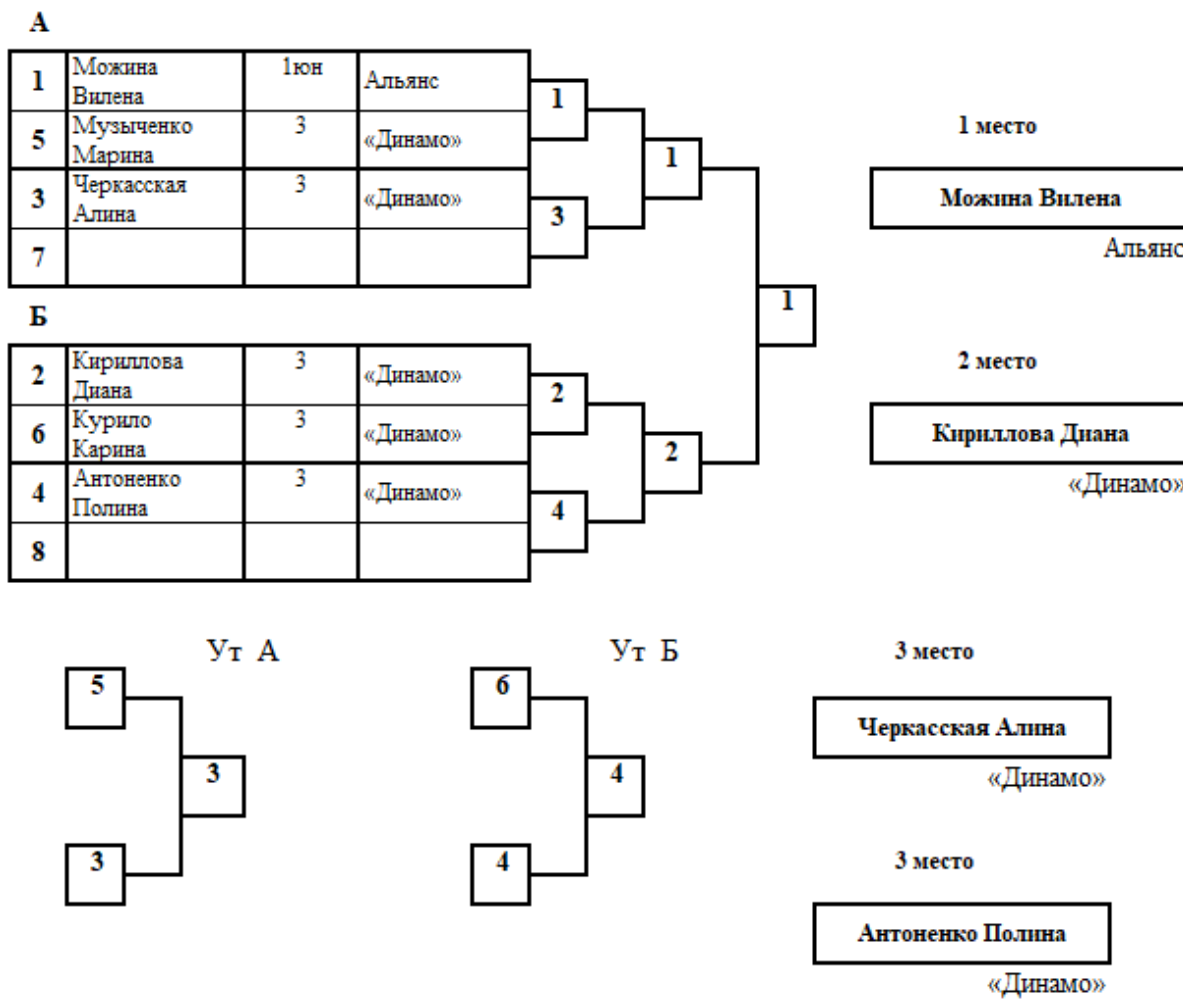 А
1 Можина Вилена 1юн Альянс
5 Музыченко Марина 3 «Динамо»
3 Черкасская Алина 3 «Динамо»
7
1
3
1
1
1 место
Можина Вилена
Альянс
Б
2 Кириллова Диана 3 «Динамо»
6 Курило Карина 3 «Динамо»
4 Антоненко Полина 3 «Динамо»
8
2
4
2
2 место
Кириллова Диана
«Динамо»
Ут А
5
3
3
Ут Б
6
4
4
3 место
Черкасская Алина
«Динамо»
3 место
Антоненко Полина
«Динамо»